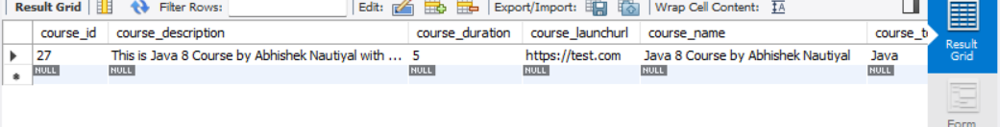 Result Grid Filter Rows: Edit: Export/Import: Wrap Cell Content: IA
course_id course_description course_duration course_launchurl course_name
27 This is Java 8 Course by Abhishek Nautiyal with ... 5 https://test.com Java 8 Course by Abhishek Nautiyal Java
NULL NULL NULL NULL NULL NULL
Result
Grid
Form